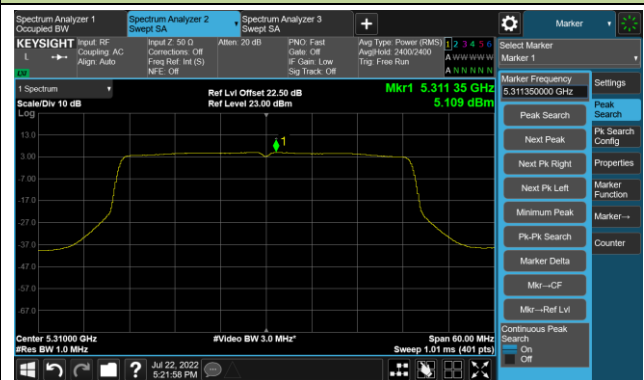 Spectrum Analyzer 1
Occupied BW
Spectrum Analyzer 2
Swept SA
Spectrum Analyzer 3
Swept SA
+
Marker
KEYSIGHT
L
Input: RF
Coupling: AC
Align: Auto
Input Z: 50 Ω
Corrections: Off
Freq Ref: Int (S)
NFE: Off
Atten: 20 dB
PNO: Fast
Gate: Off
IF Gain: Low
Sig Track: Off
Avg Type: Power (RMS)
Avg|Hold: 2400/2400
Trig: Free Run
1 2 3 4 5 6
A W W W W W
A N N N N N
Select Marker
Marker 1
1 Spectrum
Scale/Div 10 dB
Log
Ref Lvl Offset 22.50 dB
Ref Level 23.00 dBm
Mkr1 5.311 35 GHz
5.109 dBm
Marker Frequency
5.311350000 GHz
Peak Search
Next Peak
Next Pk Right
Next Pk Left
Minimum Peak
Pk-Pk Search
Marker Delta
Mkr→CF
Mkr→Ref Lvl
Continuous Peak
Search
On
Off
Settings
Peak
Search
Pk Search
Config
Properties
Marker
Function
Marker→
Counter
13.0
3.00
-7.00
-17.0
-27.0
-37.0
-47.0
-57.0
-67.0
1
Center 5.31000 GHz
#Res BW 1.0 MHz
#Video BW 3.0 MHz*
Span 60.00 MHz
Sweep 1.01 ms (401 pts)
?
Jul 22, 2022
5:21:58 PM